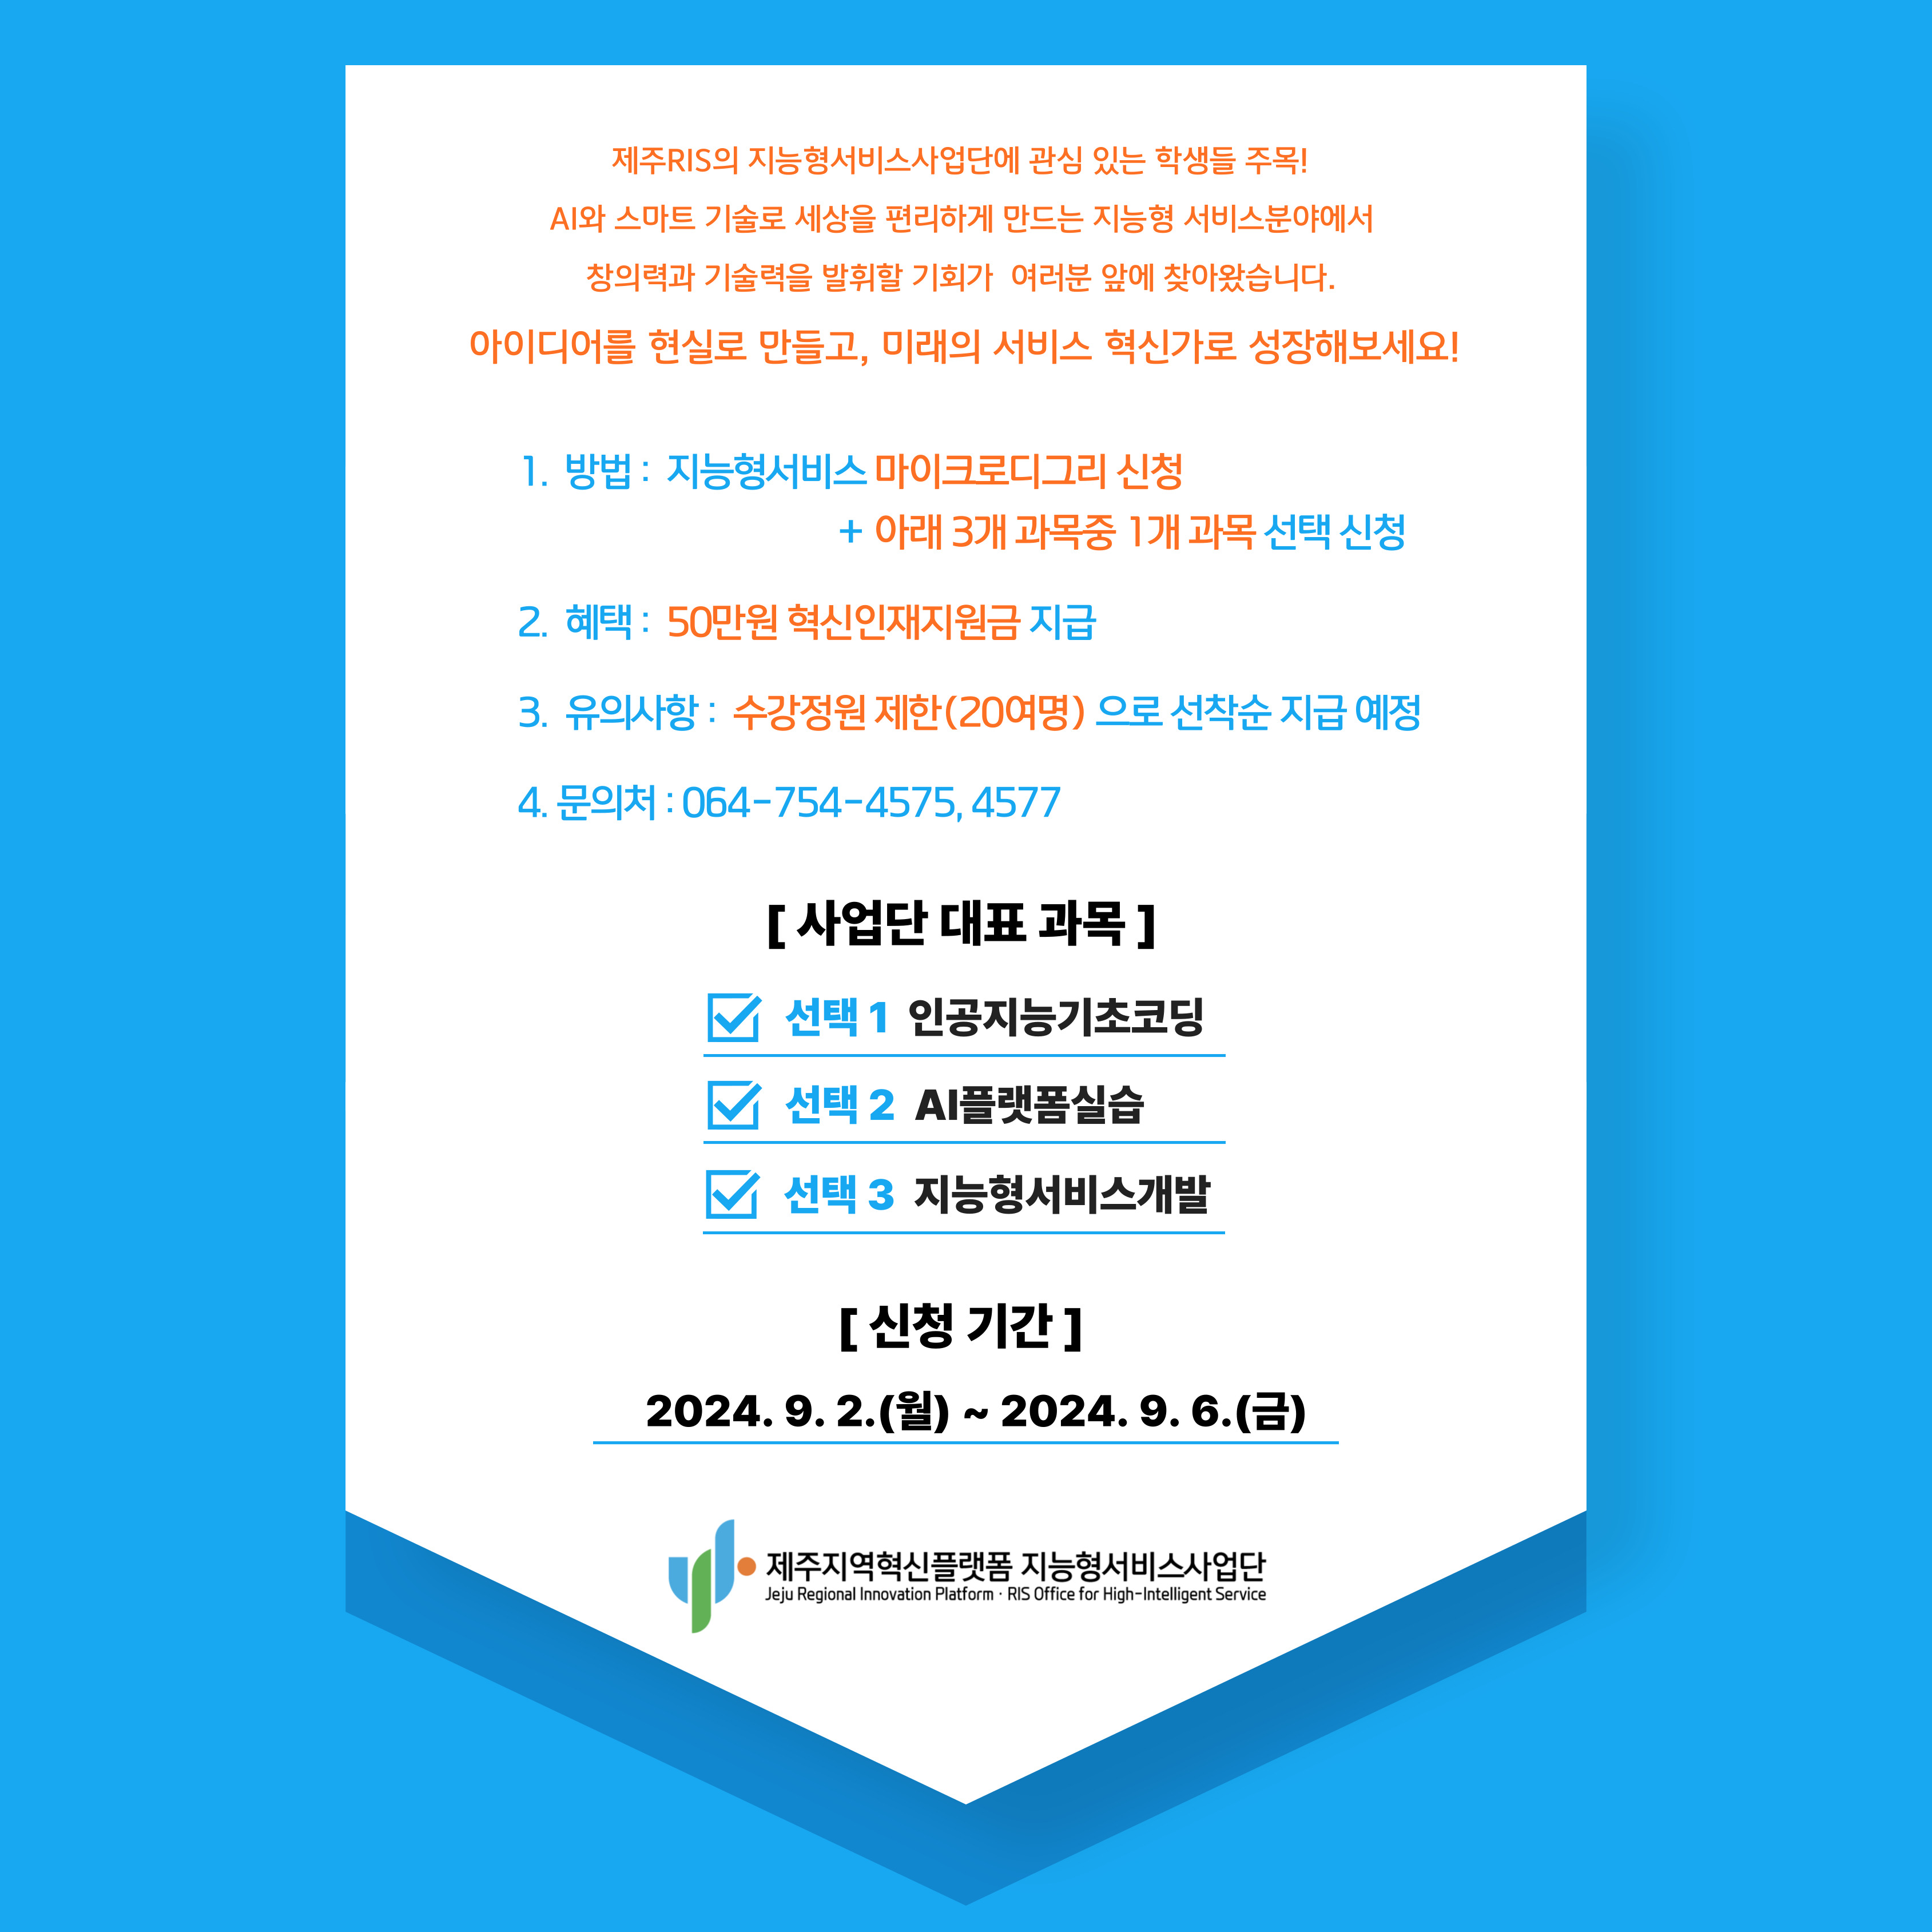 제주RIS의 지능형서비스사업단에 관심 있는 학생들 주목!
AI와 스마트 기술로 세상을 편리하게 만드는 지능형 서비스분야에서
창의력과 기술력을 발휘할 기회가 여러분 앞에 찾아왔습니다.
아이디어를 현실로 만들고, 미래의 서비스 혁신가로 성장해보세요!
1. 방법 : 지능형서비스 마이크로디그리 신청
+ 아래 3개 과목중 1개 과목 선택 신청
2. 혜택 : 50만원 혁신인재지원금 지급
3. 유의사항 : 수강정원 제한(20여명) 으로 선착순 지급 예정
4. 문의처 : 064-754-4575, 4577
[ 사업단 대표 과목 ]
선택 1 인공지능기초코딩
선택 2 AI플랫폼실습
선택 3 지능형서비스개발
[ 신청 기간 ]
2024. 9. 2.(월) ~ 2024. 9. 6.(금)
제주지역혁신플랫폼 지능형서비스사업단
Jeju Regional Innovation Platform · RIS Office for High-Intelligent Service